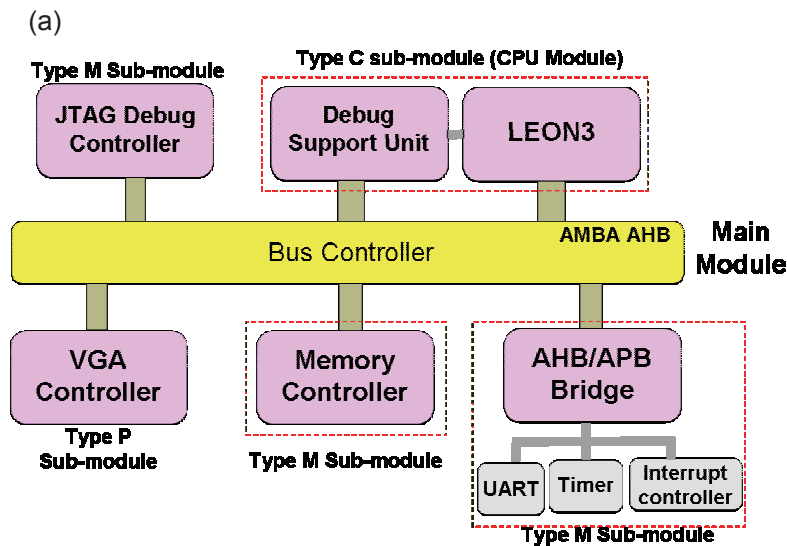 (a)
Type C sub-module (CPU Module)
Type M Sub-module
JTAG Debug
Controller
Debug
Support Unit
LEON3
AMBA AHB
Bus Controller
Main
Module
VGA
Controller
Type P
Sub-module
Memory
Controller
Type M Sub-module
AHB/APB
Bridge
UART
Timer
Interrupt
controller
Type M Sub-module